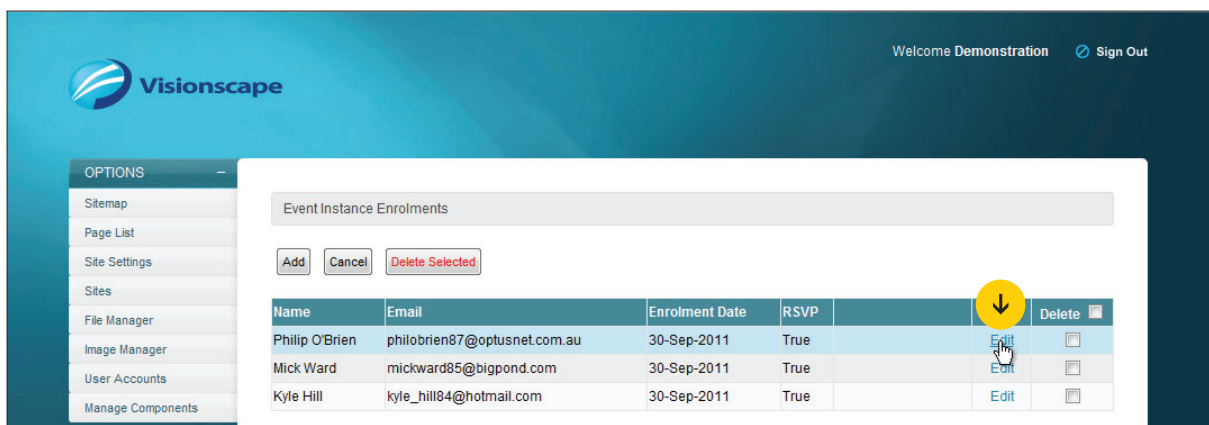 Welcome Demonstration Sign Out
Visionscape
OPTIONS –
Sitemap
Page List
Site Settings
Sites
File Manager
Image Manager
User Accounts
Manage Components
Event Instance Enrolments
Add Cancel Delete Selected
Name Email Enrolment Date RSVP Delete
Philip O'Brien philobrien87@optusnet.com.au 30-Sep-2011 True Edit
Mick Ward mickward85@bigpond.com 30-Sep-2011 True Edit
Kyle Hill kyle_hill84@hotmail.com 30-Sep-2011 True Edit